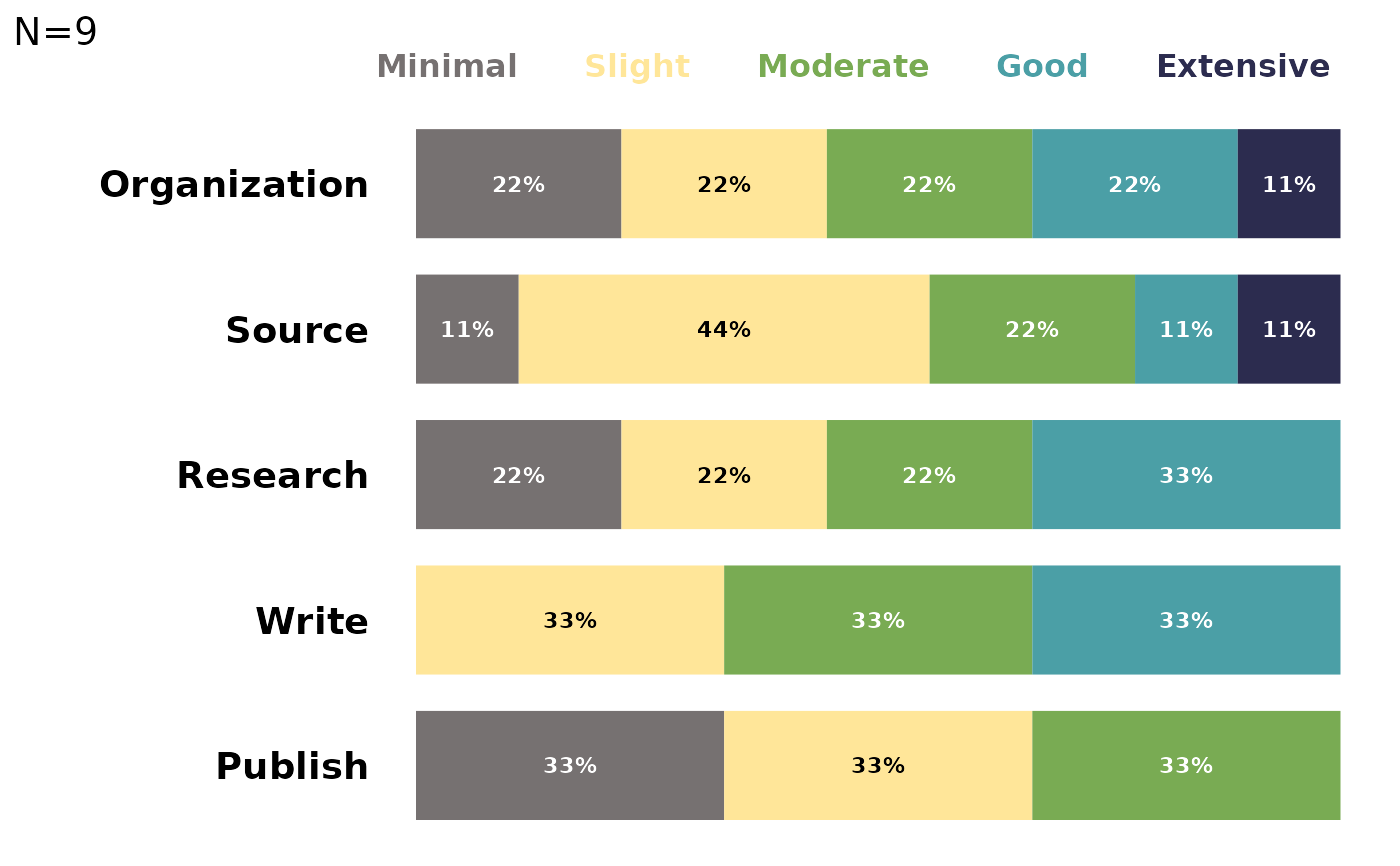 N=9
Minimal Slight Moderate Good Extensive
Organization 22% 22% 22% 22% 11%
Source 11% 44% 22% 11% 11%
Research 22% 22% 22% 33%
Write 33% 33% 33%
Publish 33% 33% 33%